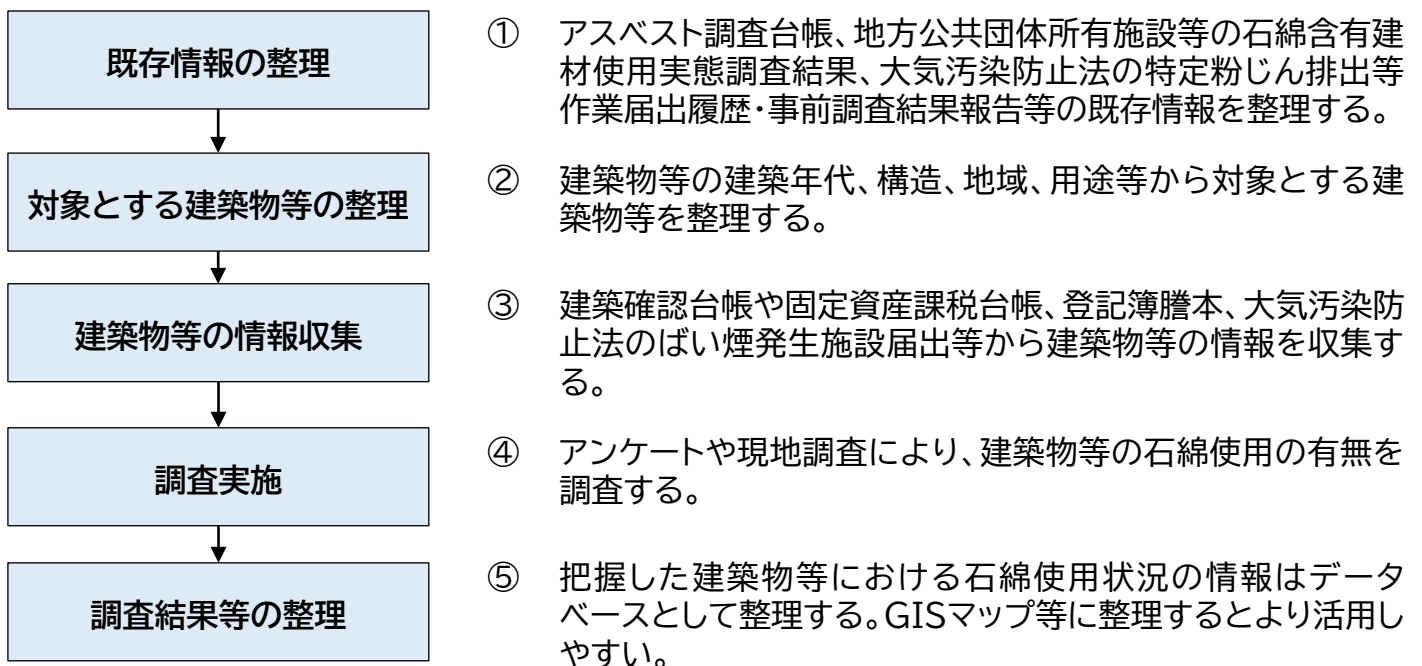 既存情報の整理
① アスベスト調査台帳、地方公共団体所有施設等の石綿含有建
材使用実態調査結果、大気汚染防止法の特定粉じん排出等
作業届出履歴・事前調査結果報告等の既存情報を整理する。
対象とする建築物等の整理
② 建築物等の建築年代、構造、地域、用途等から対象とする建
築物等を整理する。
建築物等の情報収集
③ 建築確認台帳や固定資産課税台帳、登記簿謄本、大気汚染防
止法のばい煙発生施設届出等から建築物等の情報を収集す
る。
調査実施
④ アンケートや現地調査により、建築物等の石綿使用の有無を
調査する。
調査結果等の整理
⑤ 把握した建築物等における石綿使用状況の情報はデータ
ベースとして整理する。GISマップ等に整理するとより活用し
やすい。